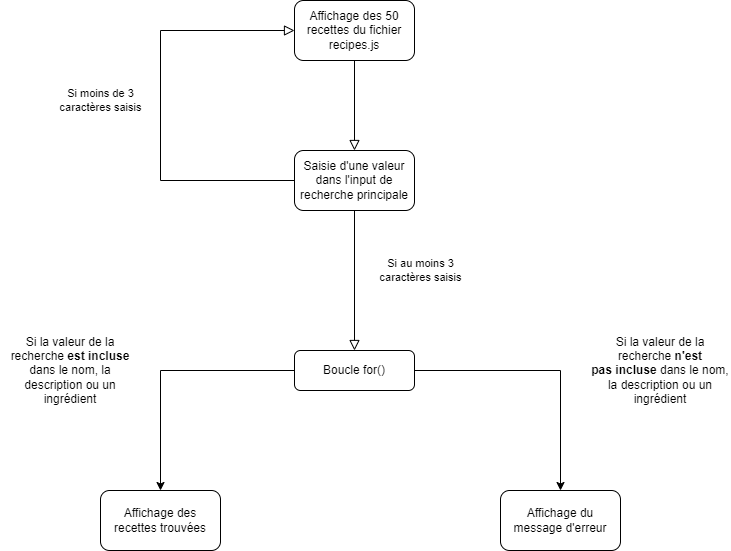 Affichage des 50
recettes du fichier
recipes.js
Si moins de 3
caractères saisis
Saisie d'une valeur
dans l'input de
recherche principale
Si au moins 3
caractères saisis
Si la valeur de la
recherche est incluse
dans le nom, la
description ou un
ingrédient
Boucle for()
Si la valeur de la
recherche n'est
pas incluse dans le nom,
la description ou un
ingrédient
Affichage des
recettes trouvées
Affichage du
message d'erreur